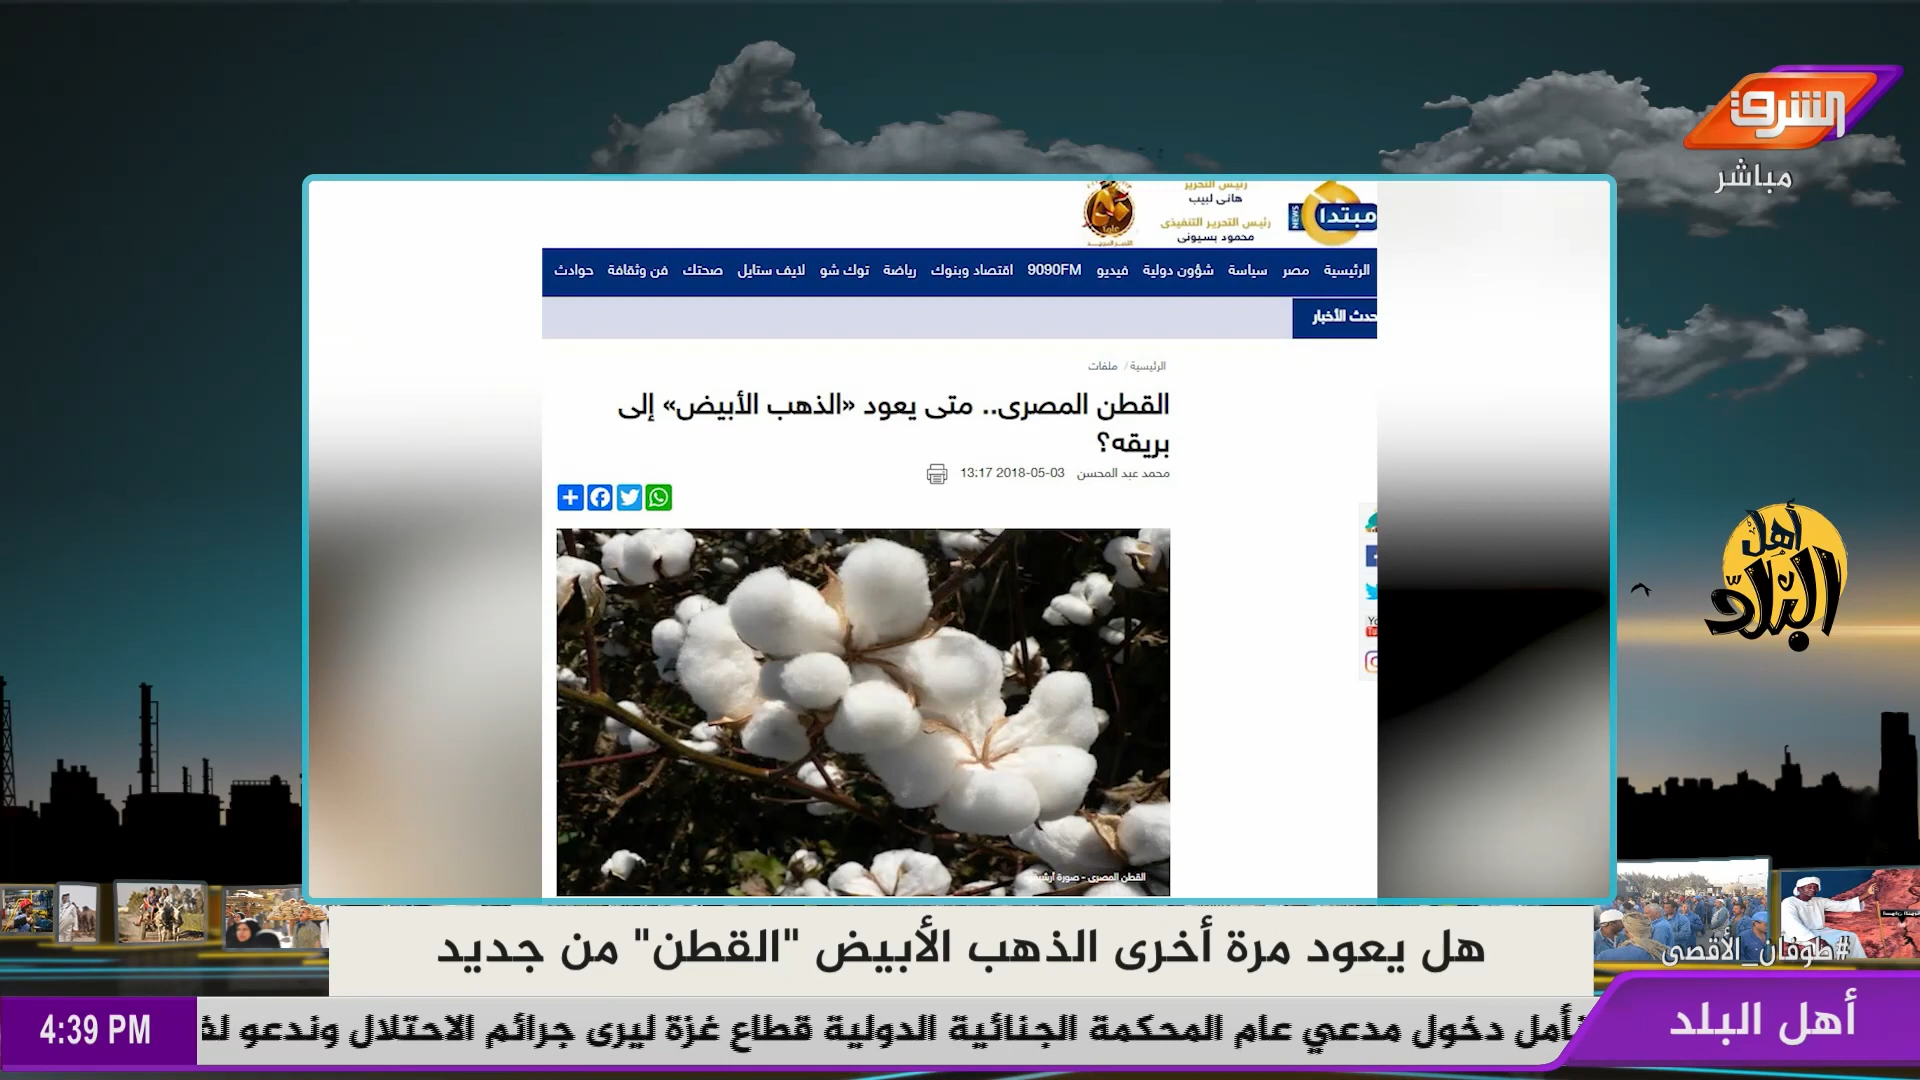 الشرق
مباشر
رئيس التحرير
هانى لبيب
رئيس التحرير التنفيذى
محمود بسيونى
مبتدا
NEWS
الرئيسية مصر سياسة شؤون دولية فيديو 9090FM اقتصاد وبنوك رياضة توك شو لايف ستايل صحتك فن وثقافة حوادث
حدث الأخبار
الرئيسية / ملفات
القطن المصرى.. متى يعود «الذهب الأبيض» إلى
بريقه؟
محمد عبد المحسن 2018-05-03 13:17
القطن المصرى - صورة أرشيفية
أهل
البلد
هل يعود مرة أخرى الذهب الأبيض "القطن" من جديد
#طوفان_الأقصى
أهل البلد
نأمل دخول مدعي عام المحكمة الجنائية الدولية قطاع غزة ليرى جرائم الاحتلال وندعو
4:39 PM